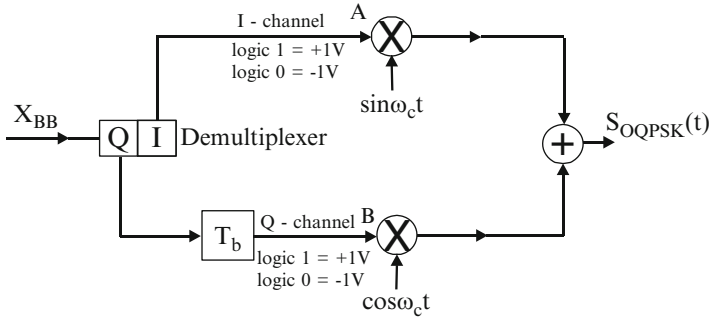 I - channel A
logic 1 = +1V
logic 0 = -1V
X
sinω_ct
X_BB
Q I Demultiplexer
+ S_OQPSK(t)
T_b
Q - channel B
logic 1 = +1V
logic 0 = -1V
X
cosω_ct